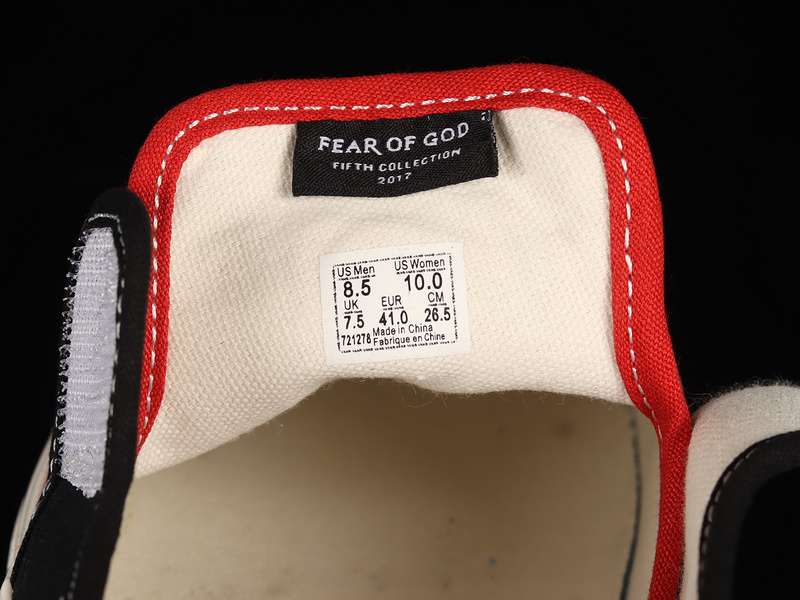 FEAR OF GOD
FIFTH COLLECTION
2017
US Men US Women
8.5 10.0
UK EUR CM
7.5 41.0 26.5
721278 Made in China
Fabrique en Chine